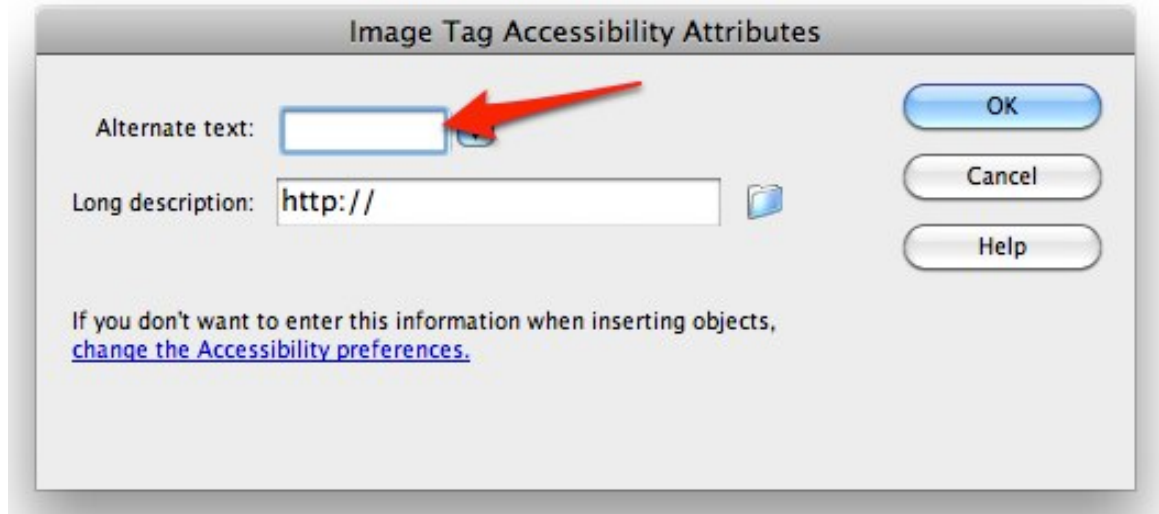 Image Tag Accessibility Attributes
Alternate text:
OK
Long description: http://
Cancel
Help
If you don't want to enter this information when inserting objects,
change the Accessibility preferences.